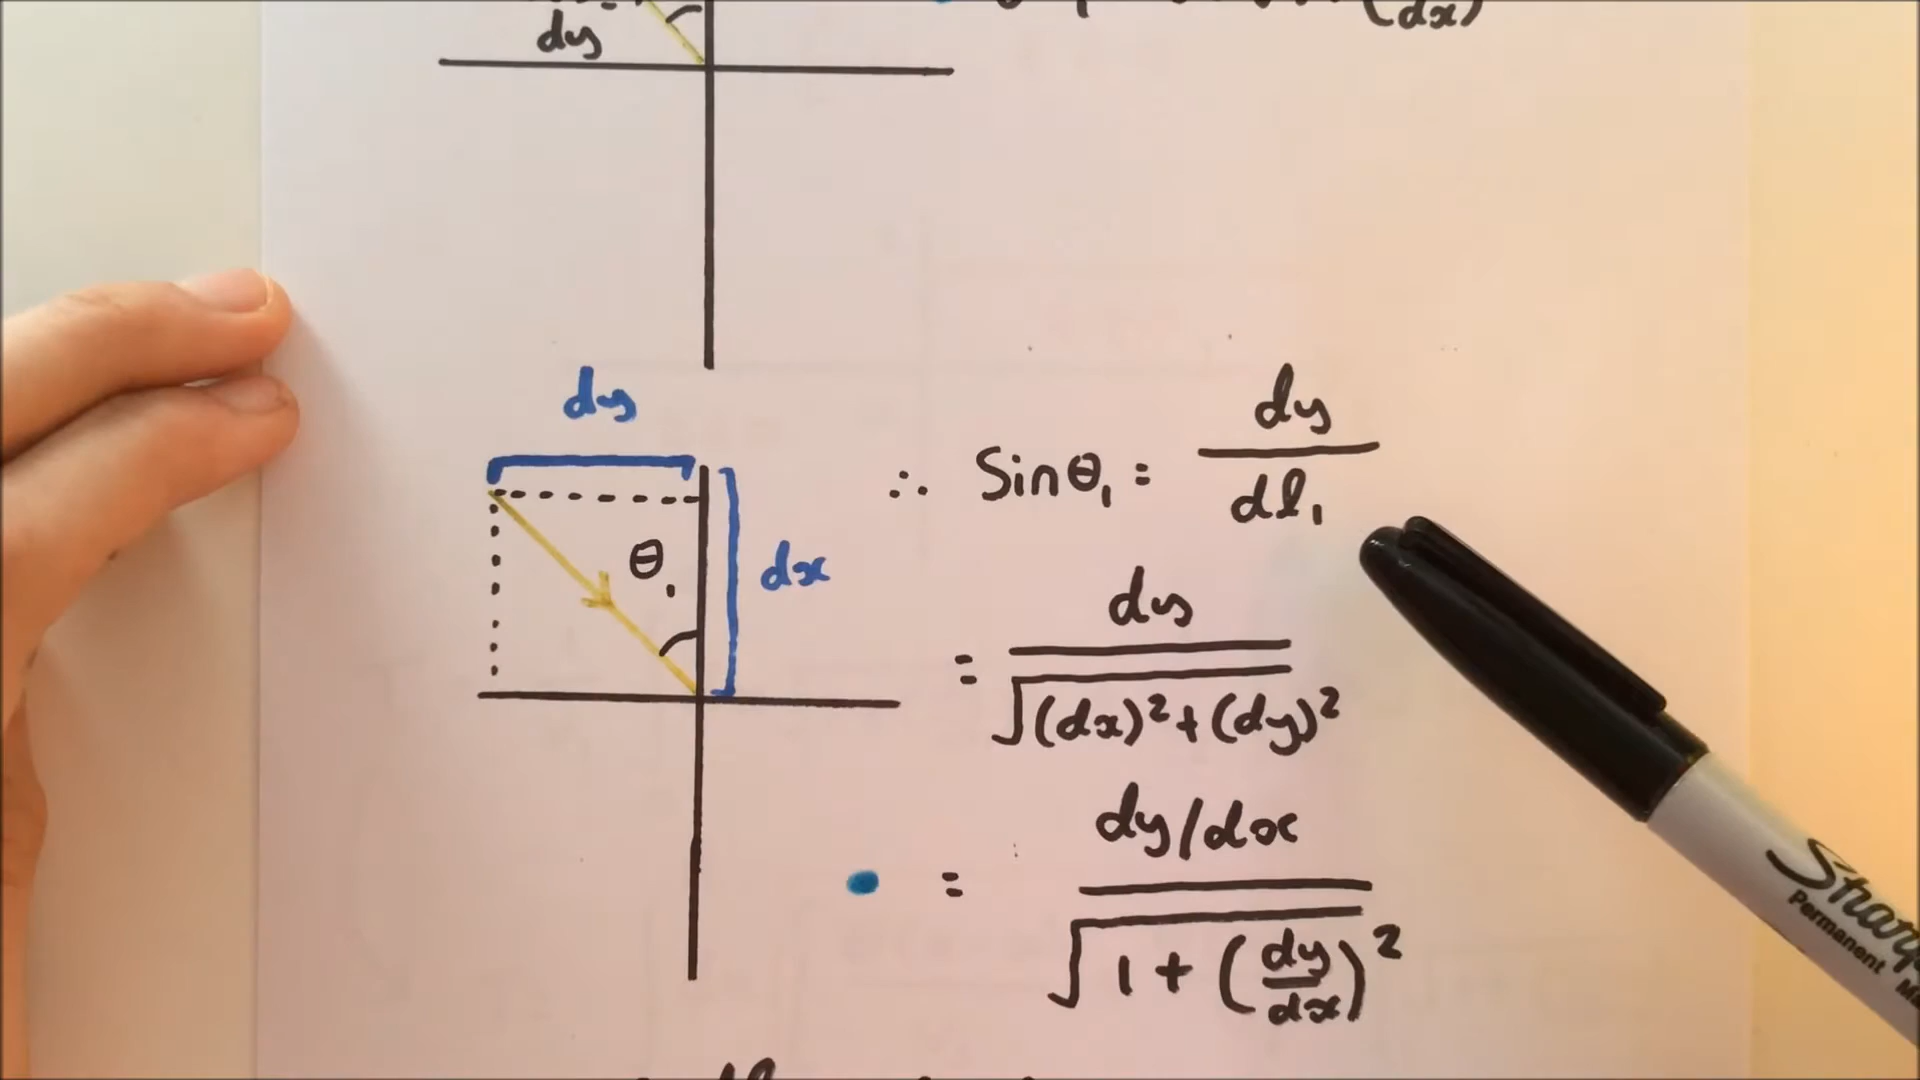 dy
(dx)
dy
dx
θ₁
∴ Sinθ₁ = dy / dl₁
= dy / √(dx)² + (dy)²
= dy/dx / √1 + (dy/dx)²
Permanent